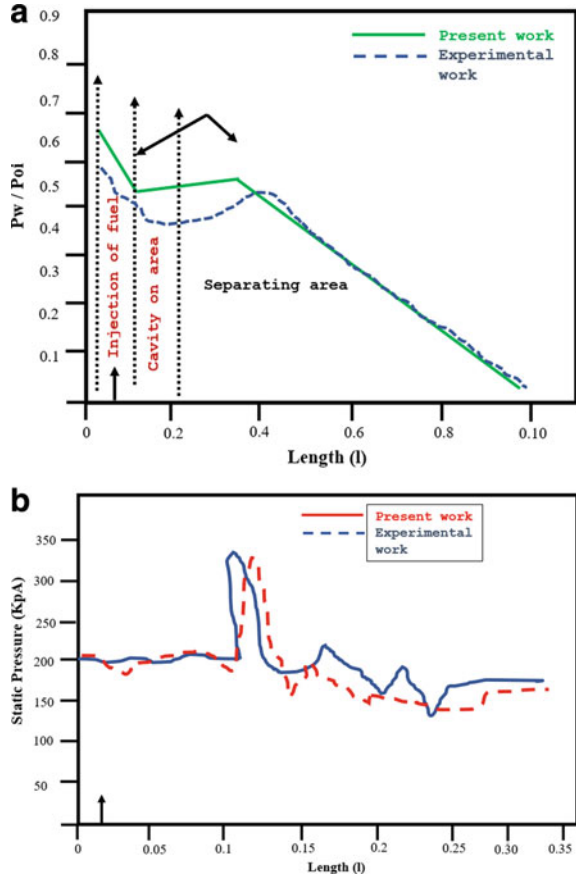 a
0.9
0.8
0.7
0.6
0.5
0.4
0.3
0.2
0.1
Pw / Poi
Present work
Experimental
work
Injection of fuel
Cavity on area
Separating area
0
0.2
0.4
0.6
0.8
0.10
Length (l)
b
350
300
250
200
150
100
50
Static Pressure (KpA)
Present work
Experimental
work
0
0.05
0.1
0.15
0.2
0.25
0.30
0.35
Length (l)